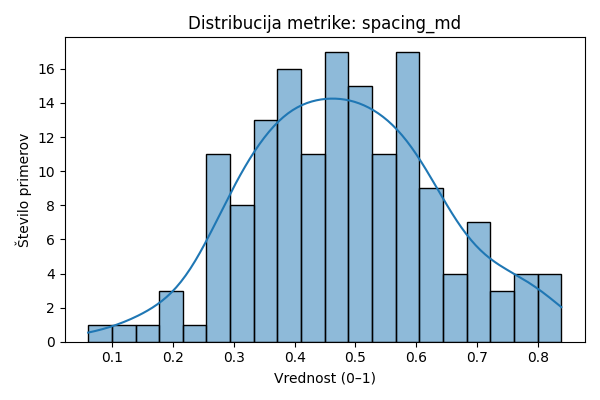 Distribucija metrike: spacing_md
Število primerov
16
14
12
10
8
6
4
2
0
0.1 0.2 0.3 0.4 0.5 0.6 0.7 0.8
Vrednost (0–1)